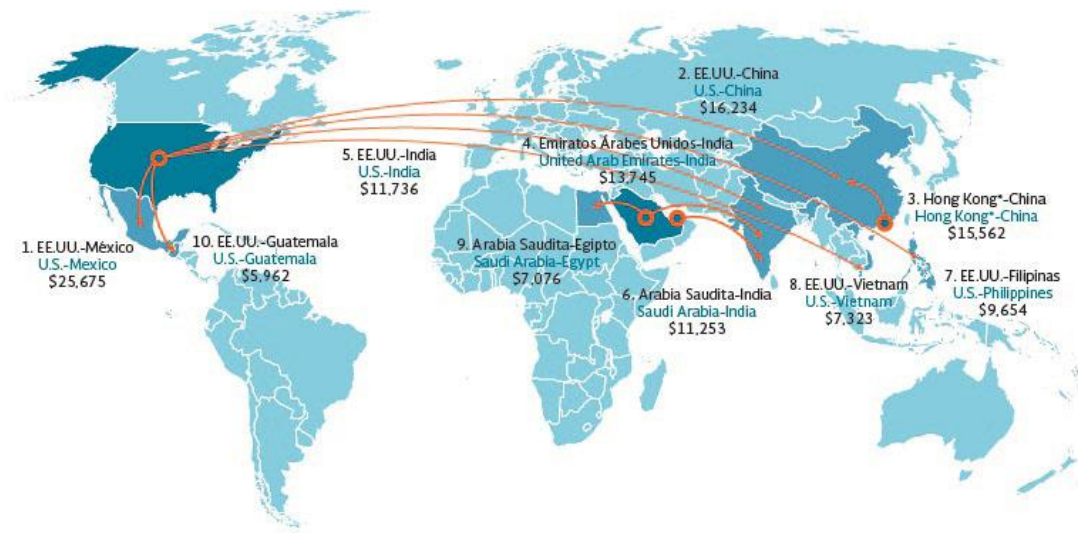 2. EE.UU.-China
U.S.-China
$16,234
4. Emiratos Árabes Unidos-India
United Arab Emirates-India
$13,745
5. EE.UU.-India
U.S.-India
$11,736
3. Hong Kong*-China
Hong Kong*-China
$15,562
1. EE.UU.-México
U.S.-Mexico
$25,675
10. EE.UU.-Guatemala
U.S.-Guatemala
$5,962
9. Arabia Saudita-Egipto
Saudi Arabia-Egypt
$7,076
6. Arabia Saudita-India
Saudi Arabia-India
$11,253
8. EE.UU.-Vietnam
U.S.-Vietnam
$7,323
7. EE.UU.-Filipinas
U.S.-Philippines
$9,654